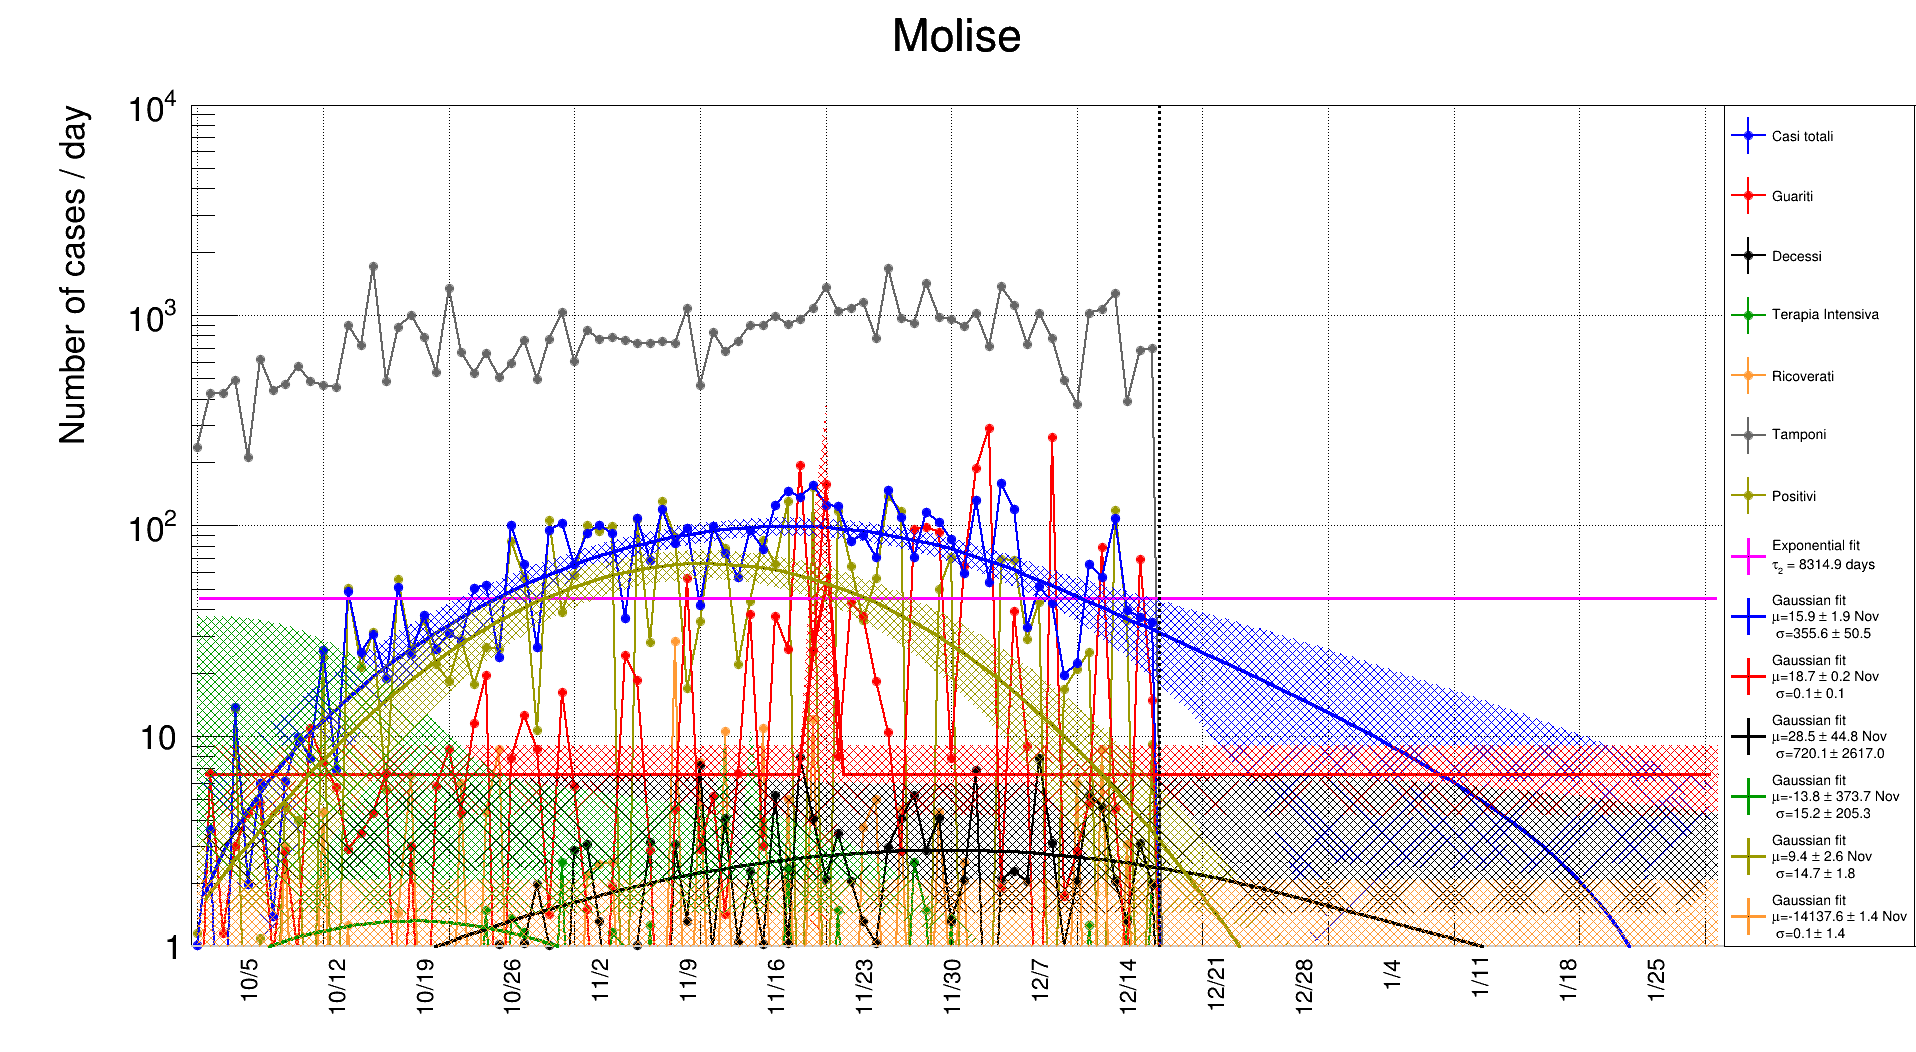 Molise
Number of cases / day
10⁴
10³
10²
10
1
10/5
10/12
10/19
10/26
11/2
11/9
11/16
11/23
11/30
12/7
12/14
12/21
12/28
1/4
1/11
1/18
1/25
Casi totali
Guariti
Decessi
Terapia Intensiva
Ricoverati
Tamponi
Positivi
Exponential fit
τ₂ = 8314.9 days
Gaussian fit
μ=15.9 ± 1.9 Nov
σ=355.6 ± 50.5
Gaussian fit
μ=18.7 ± 0.2 Nov
σ=0.1 ± 0.1
Gaussian fit
μ=28.5 ± 44.8 Nov
σ=720.1 ± 2617.0
Gaussian fit
μ=-13.8 ± 373.7 Nov
σ=15.2 ± 205.3
Gaussian fit
μ=9.4 ± 2.6 Nov
σ=14.7 ± 1.8
Gaussian fit
μ=-14137.6 ± 1.4 Nov
σ=0.1 ± 1.4